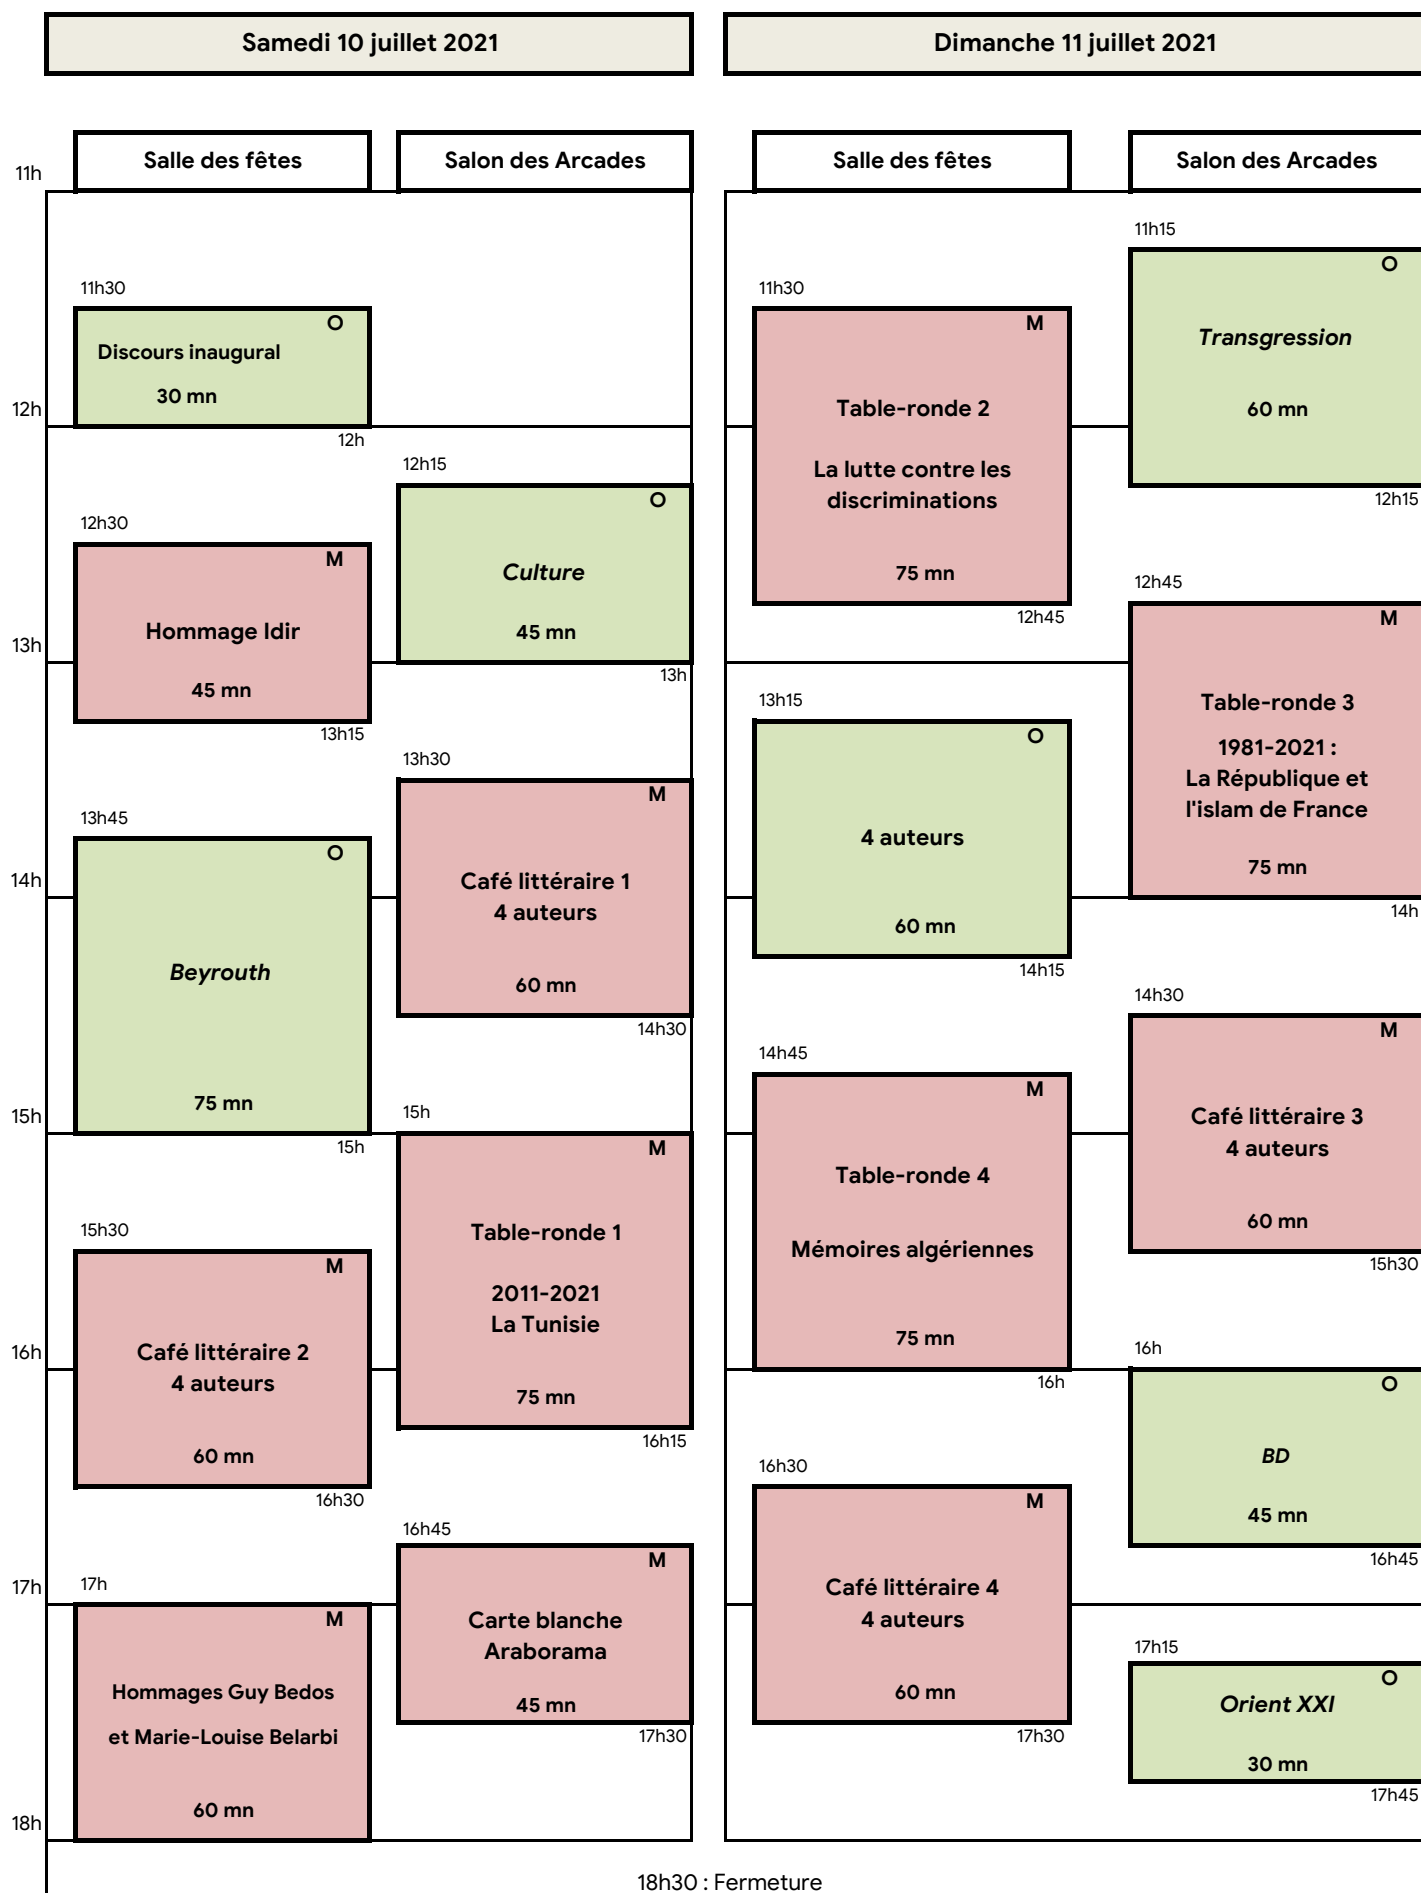 Samedi 10 juillet 2021
Salle des fêtes
Salon des Arcades
11h
12h
13h
14h
15h
16h
17h
18h
11h30
O
Discours inaugural
30 mn
12h
12h30
M
Hommage Idir
45 mn
13h15
13h45
O
Beyrouth
75 mn
15h
15h30
M
Café littéraire 2
4 auteurs
60 mn
16h30
17h
M
Hommages Guy Bedos
et Marie-Louise Belarbi
60 mn
12h15
O
Culture
45 mn
13h
13h30
M
Café littéraire 1
4 auteurs
60 mn
14h30
15h
M
Table-ronde 1
2011-2021
La Tunisie
75 mn
16h15
16h45
M
Carte blanche
Araborama
45 mn
17h30
Dimanche 11 juillet 2021
Salle des fêtes
Salon des Arcades
11h30
M
Table-ronde 2
La lutte contre les
discriminations
75 mn
12h45
13h15
O
4 auteurs
60 mn
14h15
14h45
M
Table-ronde 4
Mémoires algériennes
75 mn
16h
16h30
M
Café littéraire 4
4 auteurs
60 mn
17h30
11h15
O
Transgression
60 mn
12h15
12h45
M
Table-ronde 3
1981-2021 :
La République et
l'islam de France
75 mn
14h
14h30
M
Café littéraire 3
4 auteurs
60 mn
15h30
16h
O
BD
45 mn
16h45
17h15
O
Orient XXI
30 mn
17h45
18h30 : Fermeture